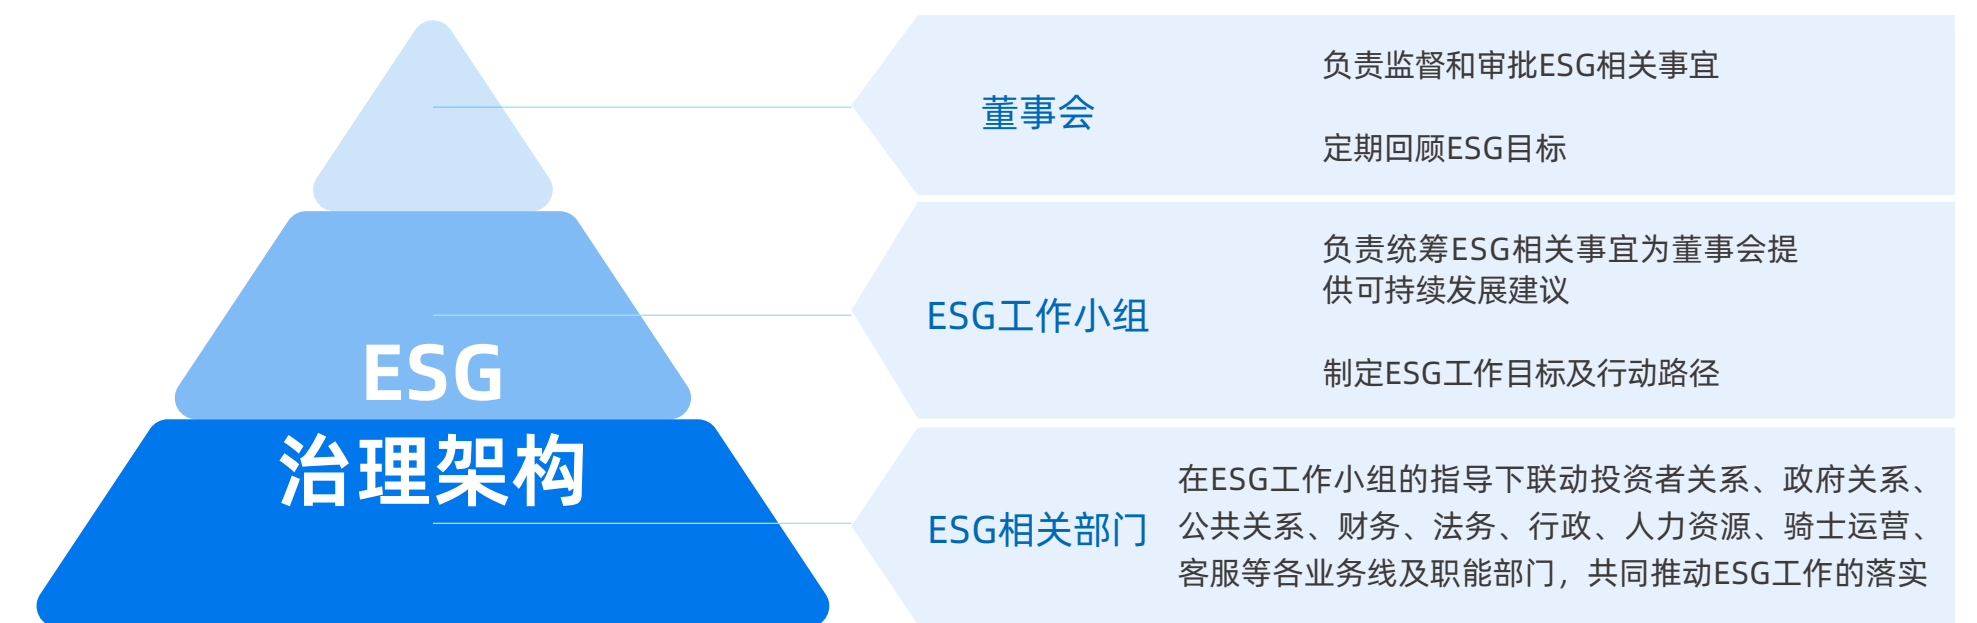 ESG
治理架构
董事会
负责监督和审批ESG相关事宜
定期回顾ESG目标
ESG工作小组
负责统筹ESG相关事宜为董事会提
供可持续发展建议
制定ESG工作目标及行动路径
ESG相关部门
在ESG工作小组的指导下联动投资者关系、政府关系、
公共关系、财务、法务、行政、人力资源、骑士运营、
客服等各业务线及职能部门，共同推动ESG工作的落实